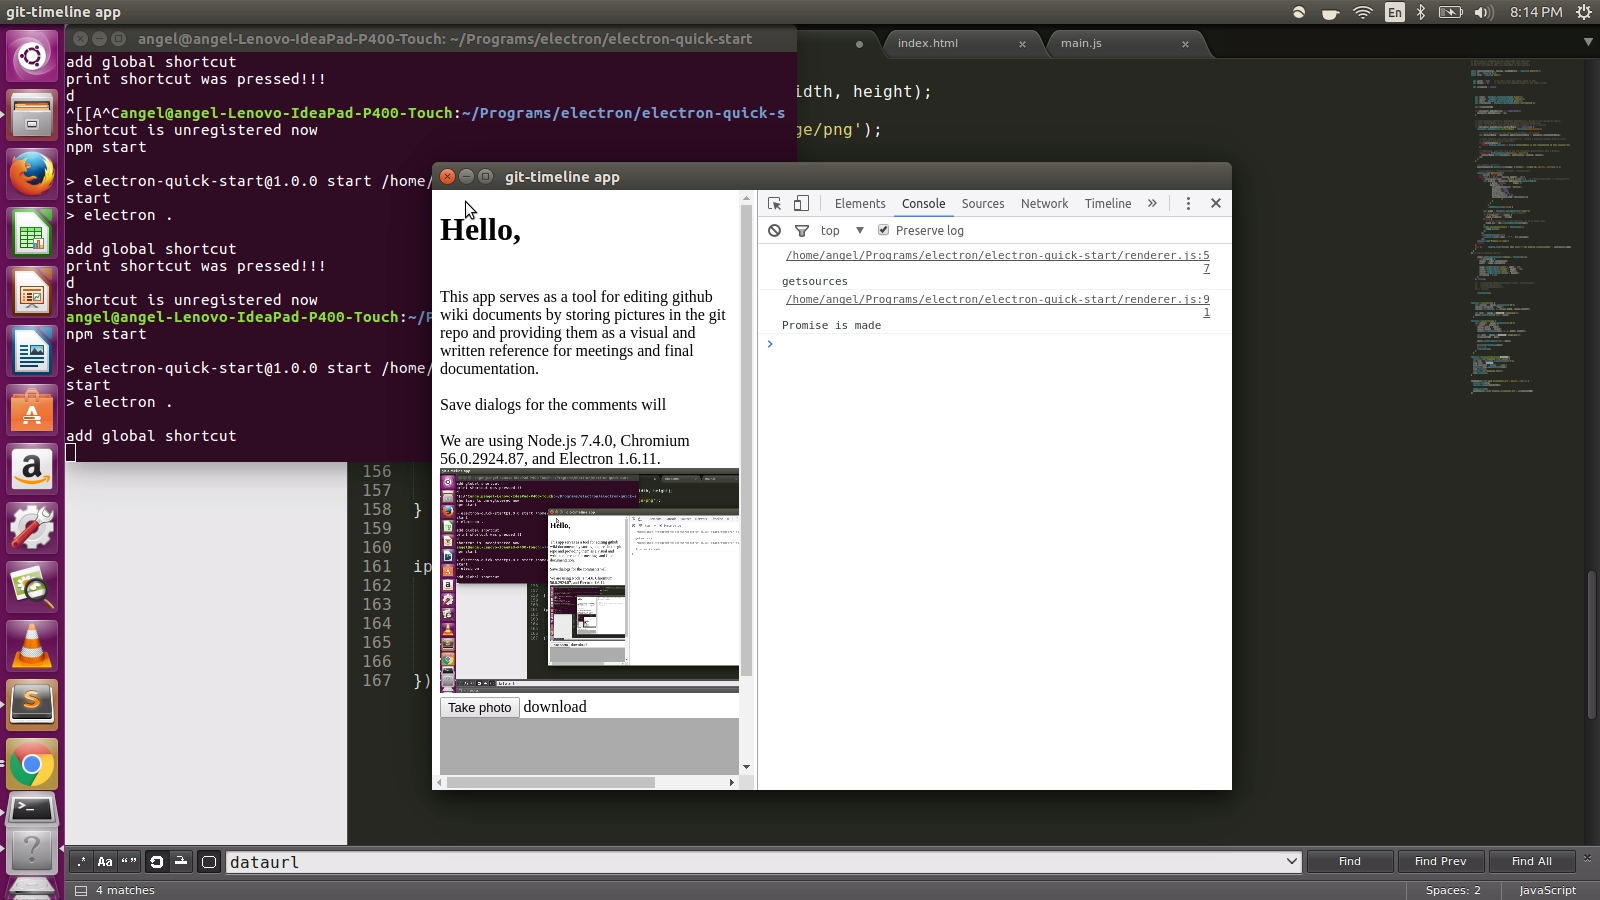 git-timeline app
En
8:14 PM
angel@angel-Lenovo-IdeaPad-P400-Touch: ~/Programs/electron/electron-quick-start
add global shortcut
print shortcut was pressed!!!
d
^[[A^Cangel@angel-Lenovo-IdeaPad-P400-Touch:~/Programs/electron/electron-quick-s
shortcut is unregistered now
npm start
> electron-quick-start@1.0.0 start /home/
start
> electron .
add global shortcut
print shortcut was pressed!!!
d
shortcut is unregistered now
angel@angel-Lenovo-IdeaPad-P400-Touch:~/P
npm start
> electron-quick-start@1.0.0 start /home/
start
> electron .
add global shortcut
index.html
main.js
idth, height);
ge/png');
git-timeline app
Hello,
This app serves as a tool for editing github
wiki documents by storing pictures in the git
repo and providing them as a visual and
written reference for meetings and final
documentation.
Save dialogs for the comments will
We are using Node.js 7.4.0, Chromium
56.0.2924.87, and Electron 1.6.11.
Take photo download
Elements Console Sources Network Timeline »
top Preserve log
/home/angel/Programs/electron/electron-quick-start/renderer.js:5
7
getsources
/home/angel/Programs/electron/electron-quick-start/renderer.js:9
1
Promise is made
156
157
158 }
159
160
161 ip
162
163
164
165
166
167 })
.* Aa “ ” dataurl Find Find Prev Find All
4 matches Spaces: 2 JavaScript